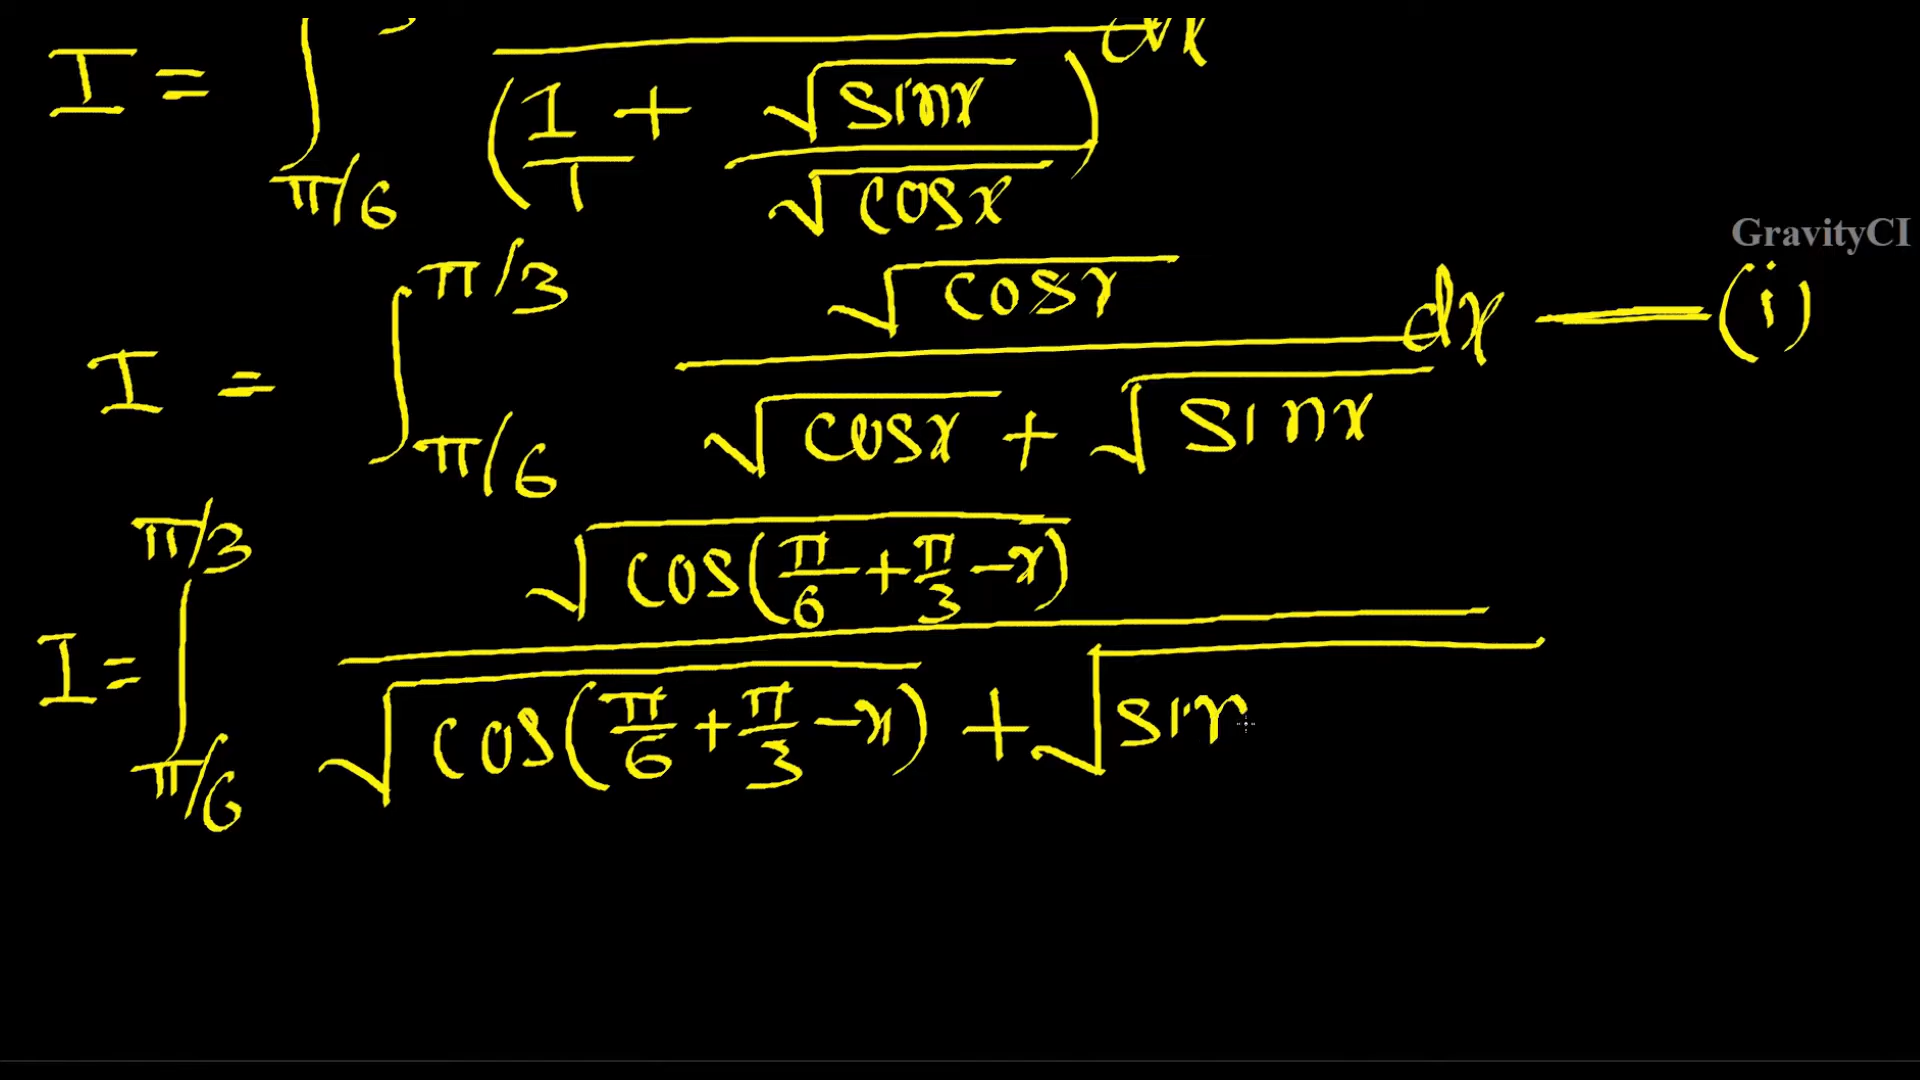 I = ∫_{π/6} 1/(1/1 + √sinx/√cosx) dx
GravityCI
I = ∫_{π/6}^{π/3} √cosx/(√cosx + √sinx) dx —— (i)
I = ∫_{π/6}^{π/3} √cos(π/6 + π/3 - x)/(√cos(π/6 + π/3 - x) + √sin